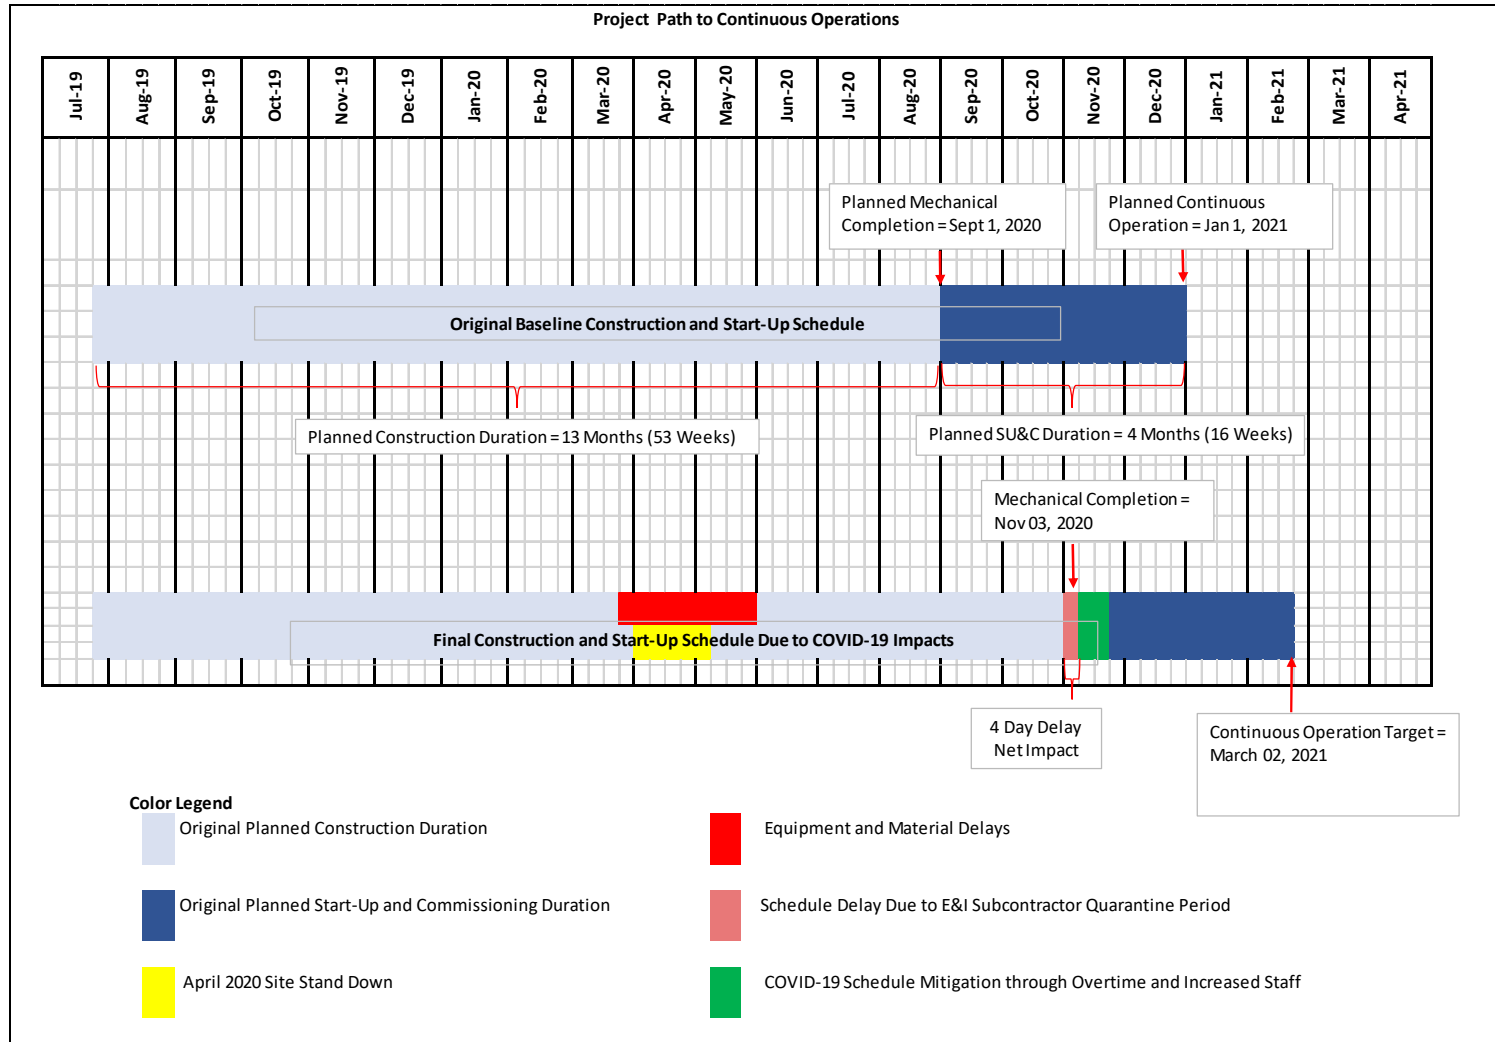 Project Path to Continuous Operations
Jul-19
Aug-19
Sep-19
Oct-19
Nov-19
Dec-19
Jan-20
Feb-20
Mar-20
Apr-20
May-20
Jun-20
Jul-20
Aug-20
Sep-20
Oct-20
Nov-20
Dec-20
Jan-21
Feb-21
Mar-21
Apr-21
Planned Mechanical
Completion = Sept 1, 2020
Planned Continuous
Operation = Jan 1, 2021
Original Baseline Construction and Start-Up Schedule
Planned Construction Duration = 13 Months (53 Weeks)
Planned SU&C Duration = 4 Months (16 Weeks)
Mechanical Completion =
Nov 03, 2020
Final Construction and Start-Up Schedule Due to COVID-19 Impacts
4 Day Delay
Net Impact
Continuous Operation Target =
March 02, 2021
Color Legend
Original Planned Construction Duration
Equipment and Material Delays
Original Planned Start-Up and Commissioning Duration
Schedule Delay Due to E&I Subcontractor Quarantine Period
April 2020 Site Stand Down
COVID-19 Schedule Mitigation through Overtime and Increased Staff